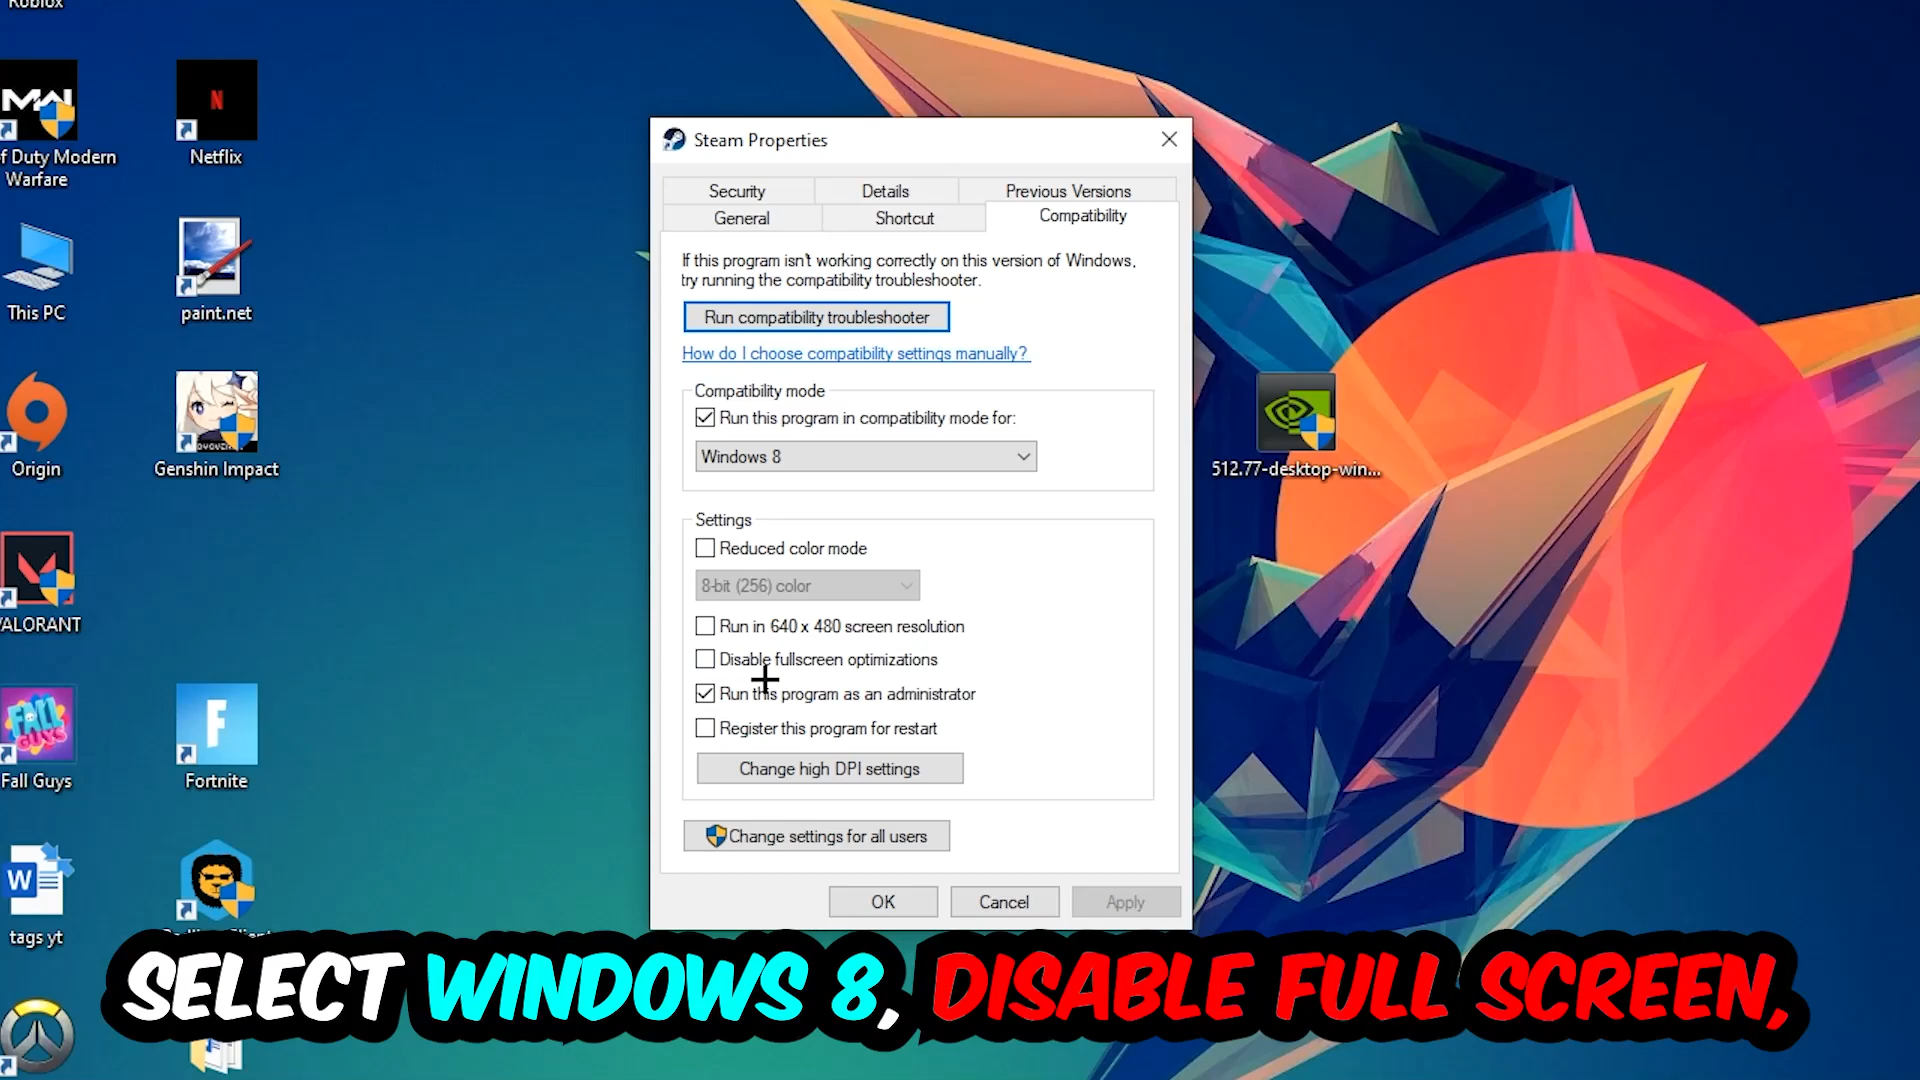 Roblox
MW
f Duty Modern
Warfare
N
Netflix
This PC
paint.net
Origin
Genshin Impact
VALORANT
FALL
GUYS
Fall Guys
F
Fortnite
W
tags yt
Steam Properties
Security
Details
Previous Versions
General
Shortcut
Compatibility
If this program isn't working correctly on this version of Windows,
try running the compatibility troubleshooter.
Run compatibility troubleshooter
How do I choose compatibility settings manually?
Compatibility mode
Run this program in compatibility mode for:
Windows 8
Settings
Reduced color mode
8-bit (256) color
Run in 640 x 480 screen resolution
Disable fullscreen optimizations
Run this program as an administrator
Register this program for restart
Change high DPI settings
Change settings for all users
OK
Cancel
Apply
512.77-desktop-win...
SELECT WINDOWS 8, DISABLE FULL SCREEN,